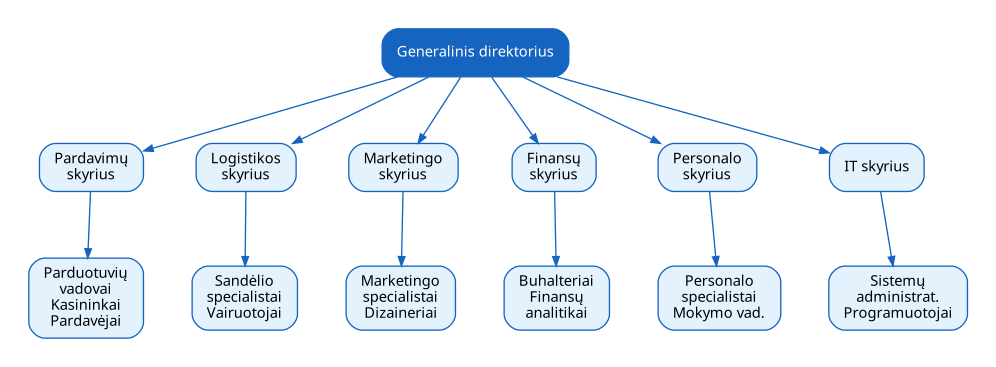 Generalinis direktorius
Pardavimų
skyrius
Logistikos
skyrius
Marketingo
skyrius
Finansų
skyrius
Personalo
skyrius
IT skyrius
Parduotuvių
vadovai
Kasininkai
Pardavėjai
Sandėlio
specialistai
Vairuotojai
Marketingo
specialistai
Dizaineriai
Buhalteriai
Finansų
analitikai
Personalo
specialistai
Mokymo vad.
Sistemų
administrat.
Programuotojai